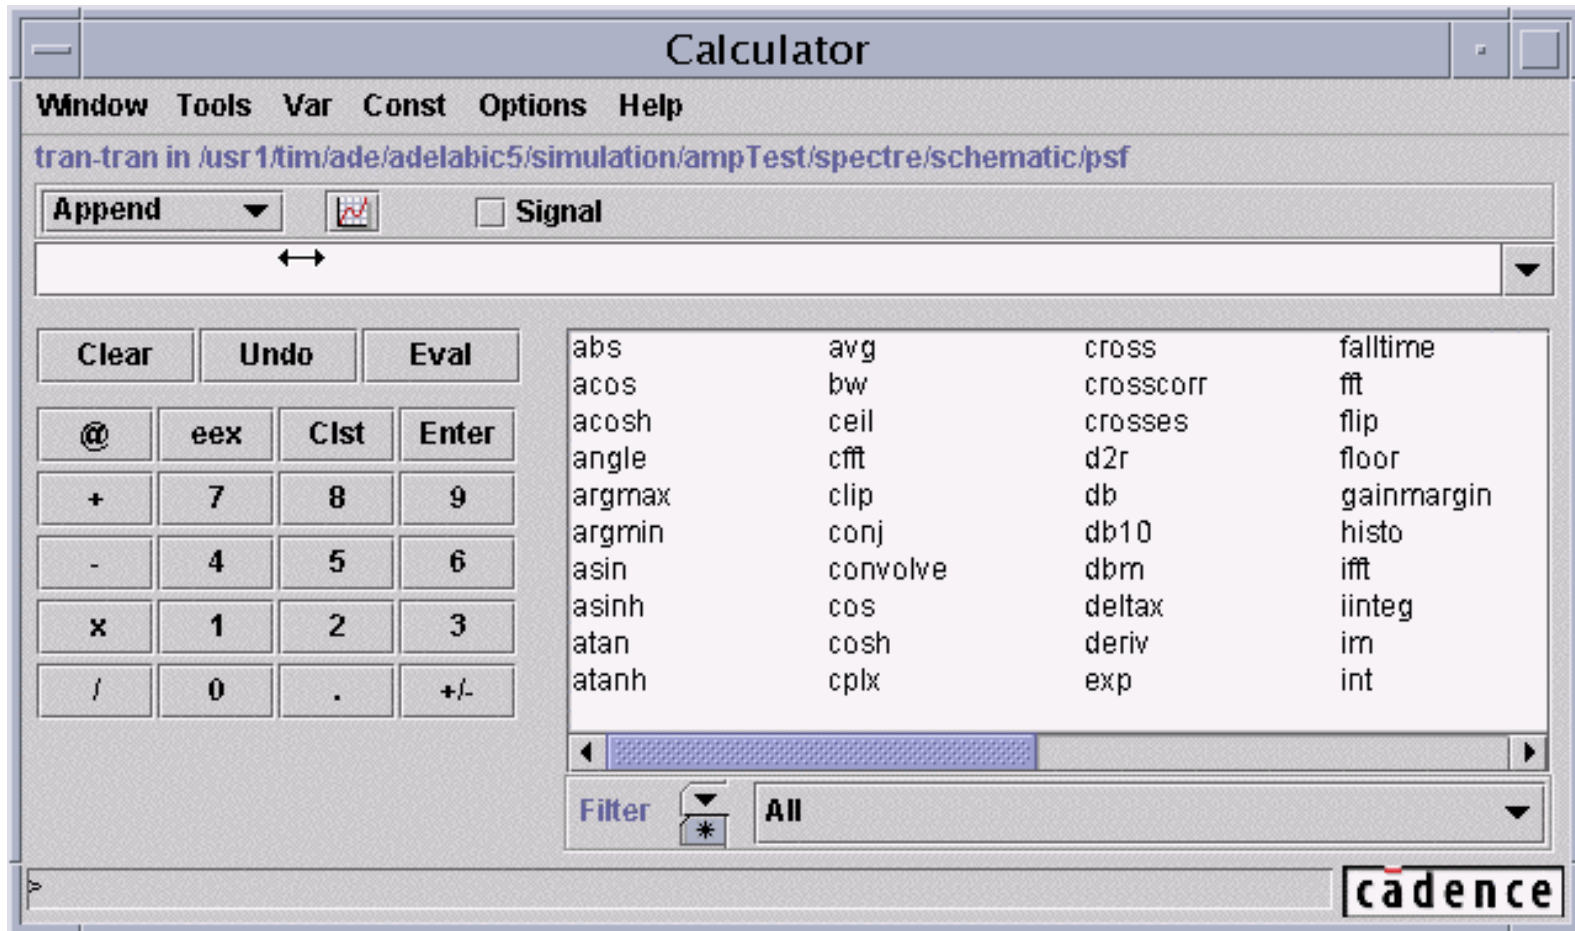 Calculator
Window Tools Var Const Options Help
tran-tran in /usr1/tim/ade/adelabic5/simulation/ampTest/spectre/schematic/psf
Append Signal
Clear Undo Eval
@ eex Clst Enter
+ 7 8 9
- 4 5 6
x 1 2 3
/ 0 . +/-
abs avg cross falltime
acos bw crosscorr fft
acosh ceil crosses flip
angle cfft d2r floor
argmax clip db gainmargin
argmin conj db10 histo
asin convolve dbm ifft
asinh cos deltax iinteg
atan cosh deriv im
atanh cplx exp int
Filter All
>
cādence